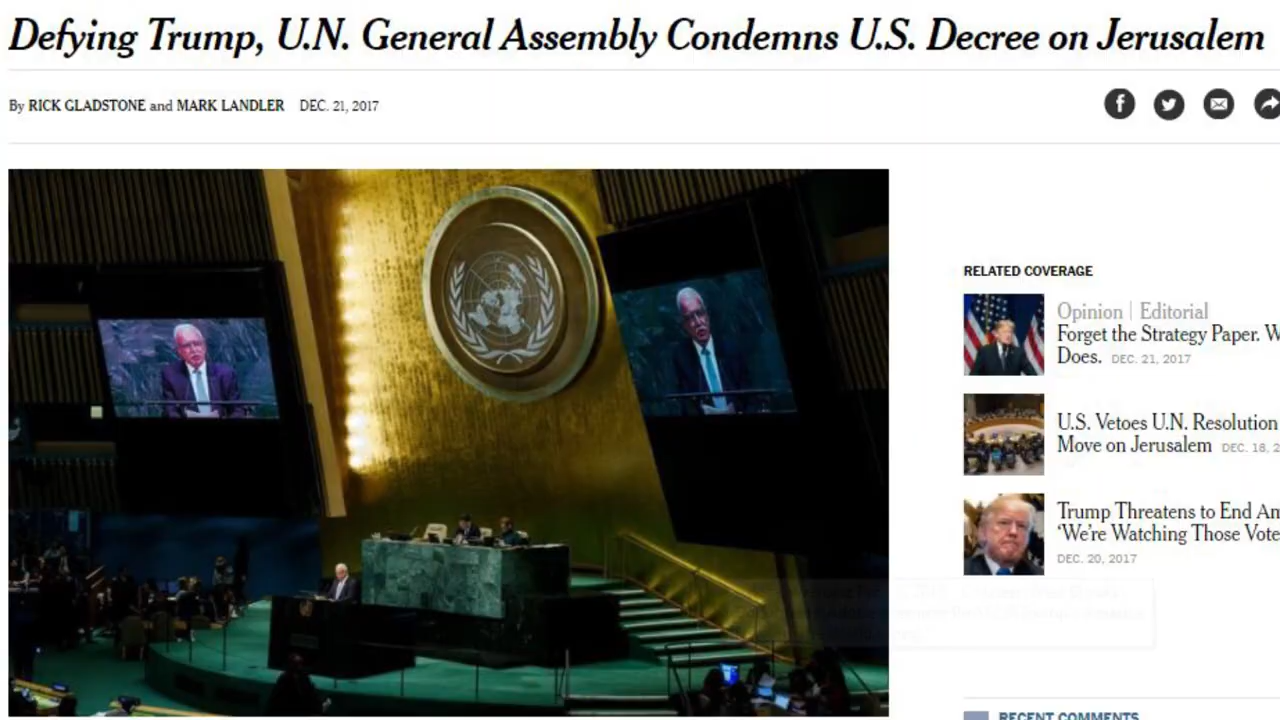 Defying Trump, U.N. General Assembly Condemns U.S. Decree on Jerusalem
By RICK GLADSTONE and MARK LANDLER DEC. 21, 2017
RELATED COVERAGE
Opinion | Editorial
Forget the Strategy Paper. W
Does. DEC. 21, 2017
U.S. Vetoes U.N. Resolution
Move on Jerusalem DEC. 18, 2
Trump Threatens to End Am
‘We’re Watching Those Vote
DEC. 20, 2017
RECENT COMMENTS